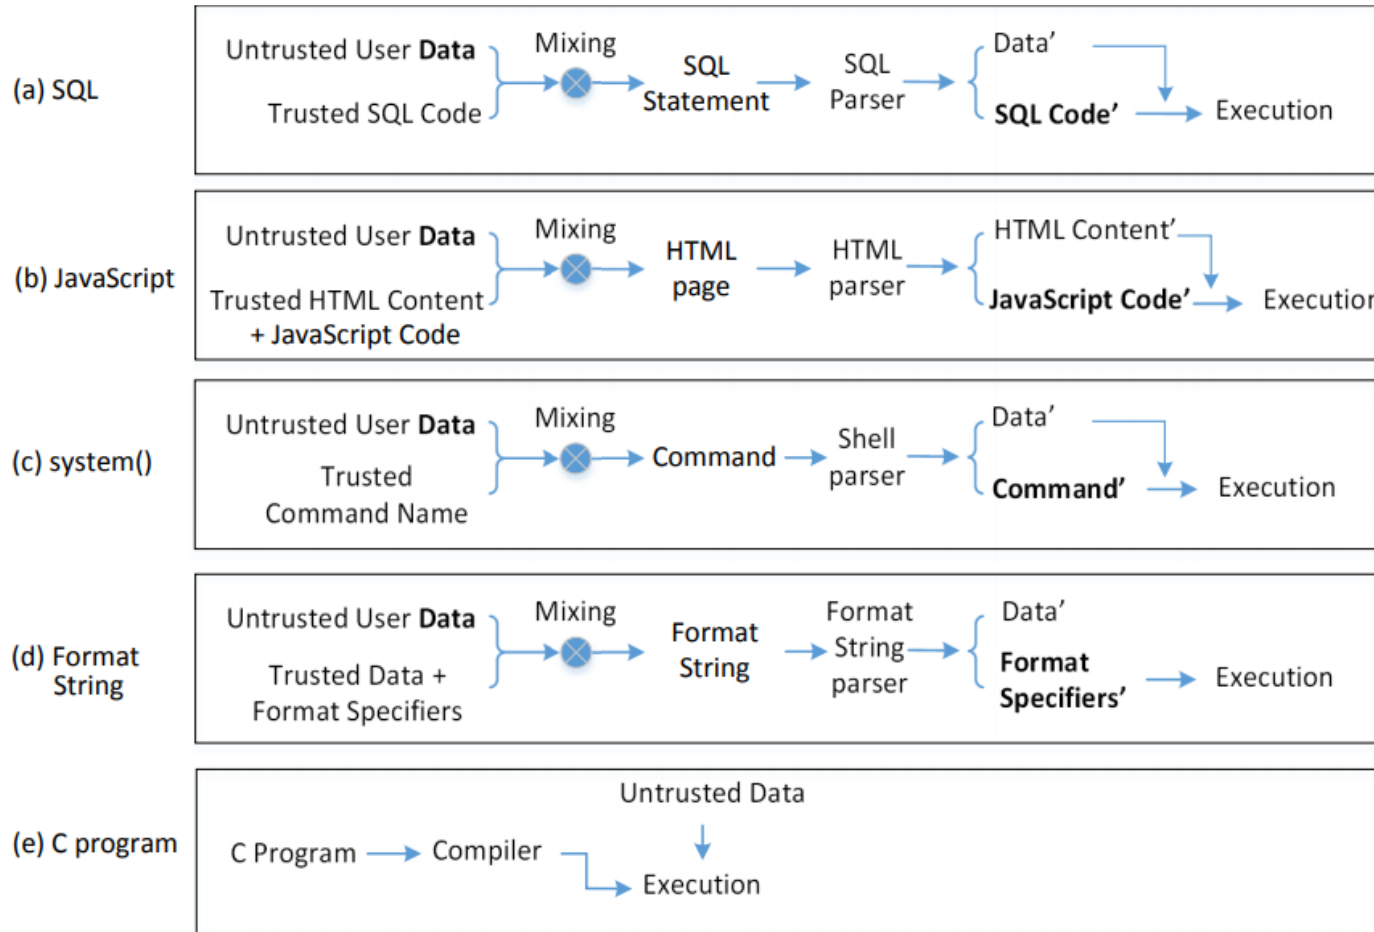 (a) SQL
Untrusted User Data
Trusted SQL Code
Mixing
SQL
Statement
SQL
Parser
Data’
SQL Code’
Execution
(b) JavaScript
Untrusted User Data
Trusted HTML Content
+ JavaScript Code
Mixing
HTML
page
HTML
parser
HTML Content’
JavaScript Code’
Execution
(c) system()
Untrusted User Data
Trusted
Command Name
Mixing
Command
Shell
parser
Data’
Command’
Execution
(d) Format
String
Untrusted User Data
Trusted Data +
Format Specifiers
Mixing
Format
String
Format
String
parser
Data’
Format
Specifiers’
Execution
(e) C program
C Program
Compiler
Untrusted Data
Execution